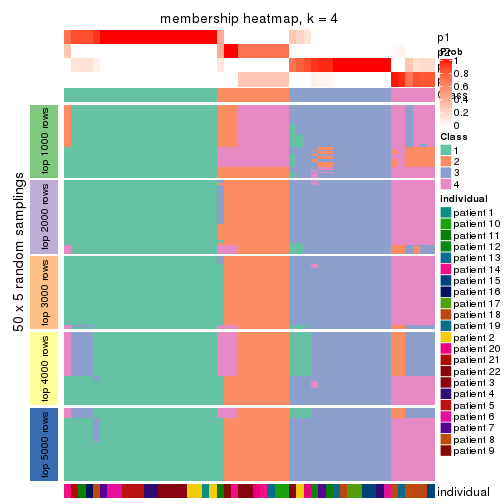 membership heatmap, k = 4
p1
p2
p3
p4
Class
Prob
1
0.8
0.6
0.4
0.2
0
Class
1
2
3
4
individual
patient 1
patient 10
patient 11
patient 12
patient 13
patient 14
patient 15
patient 16
patient 17
patient 18
patient 19
patient 2
patient 20
patient 21
patient 22
patient 3
patient 4
patient 5
patient 6
patient 7
patient 8
patient 9
50 x 5 random samplings
top 1000 rows
top 2000 rows
top 3000 rows
top 4000 rows
top 5000 rows
individual